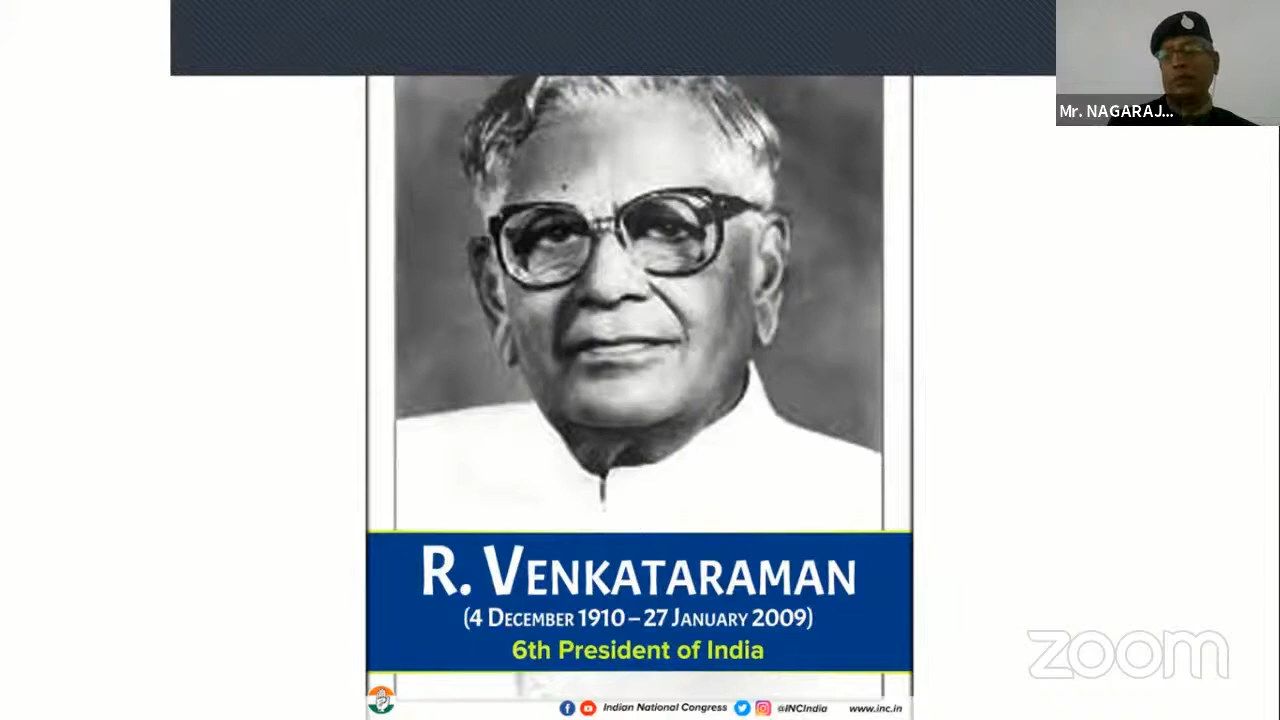 Mr. NAGARAJ...
R. VENKATARAMAN
(4 DECEMBER 1910 – 27 JANUARY 2009)
6th President of India
Indian National Congress @INCIndia www.inc.in
zoom